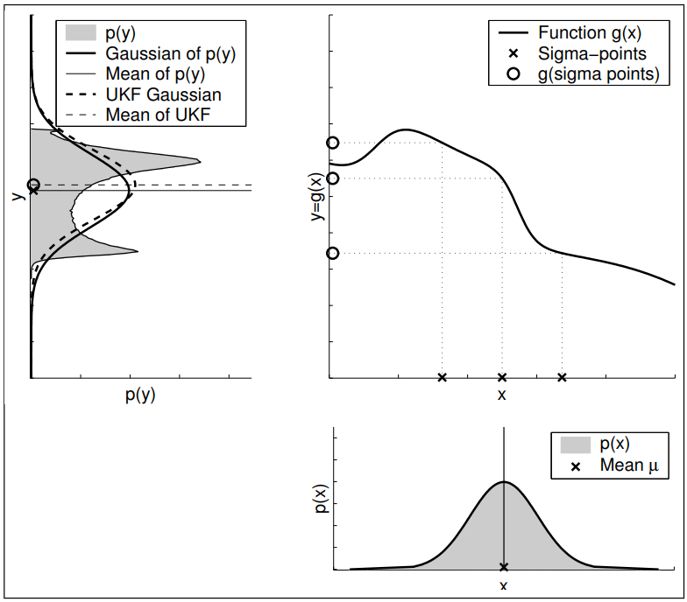 p(y)
Gaussian of p(y)
Mean of p(y)
UKF Gaussian
Mean of UKF
y
p(y)
Function g(x)
Sigma−points
g(sigma points)
y=g(x)
x
p(x)
Mean μ
p(x)
x